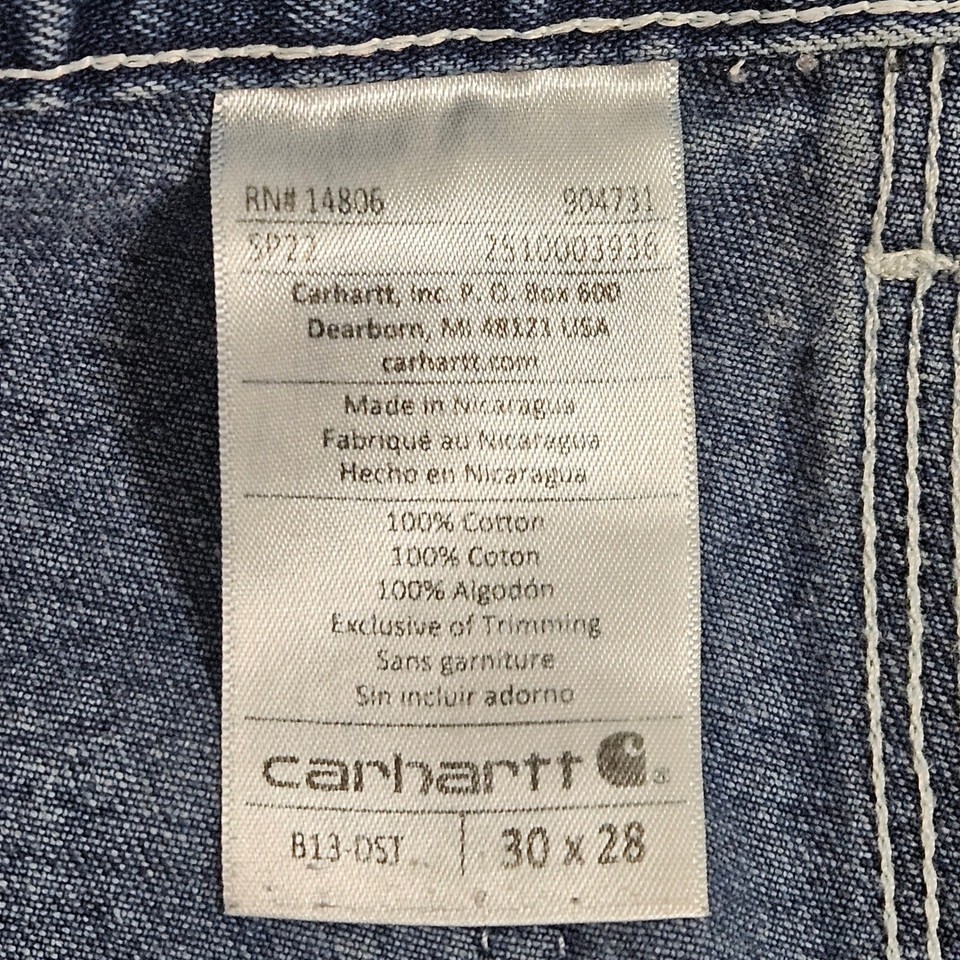 RN# 14806 904731
SP22 2510003936
Carhartt, Inc. P. O. Box 600
Dearborn, MI 48121 USA
carhartt.com
Made in Nicaragua
Fabriqué au Nicaragua
Hecho en Nicaragua
100% Cotton
100% Coton
100% Algodón
Exclusive of Trimming
Sans garniture
Sin incluir adorno
carhartt
B13-DST 30 x 28